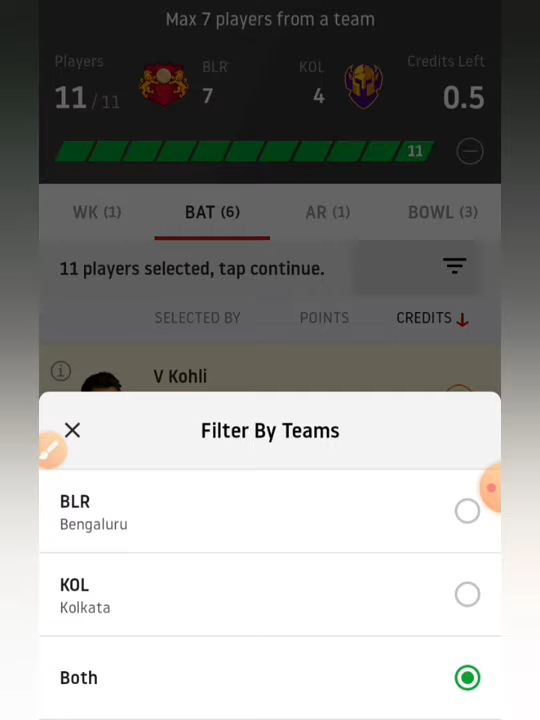 Max 7 players from a team
Players BLR KOL Credits Left
11 / 11 7 4 0.5
11
WK (1) BAT (6) AR (1) BOWL (3)
11 players selected, tap continue.
SELECTED BY POINTS CREDITS
V Kohli
Filter By Teams
BLR
Bengaluru
KOL
Kolkata
Both